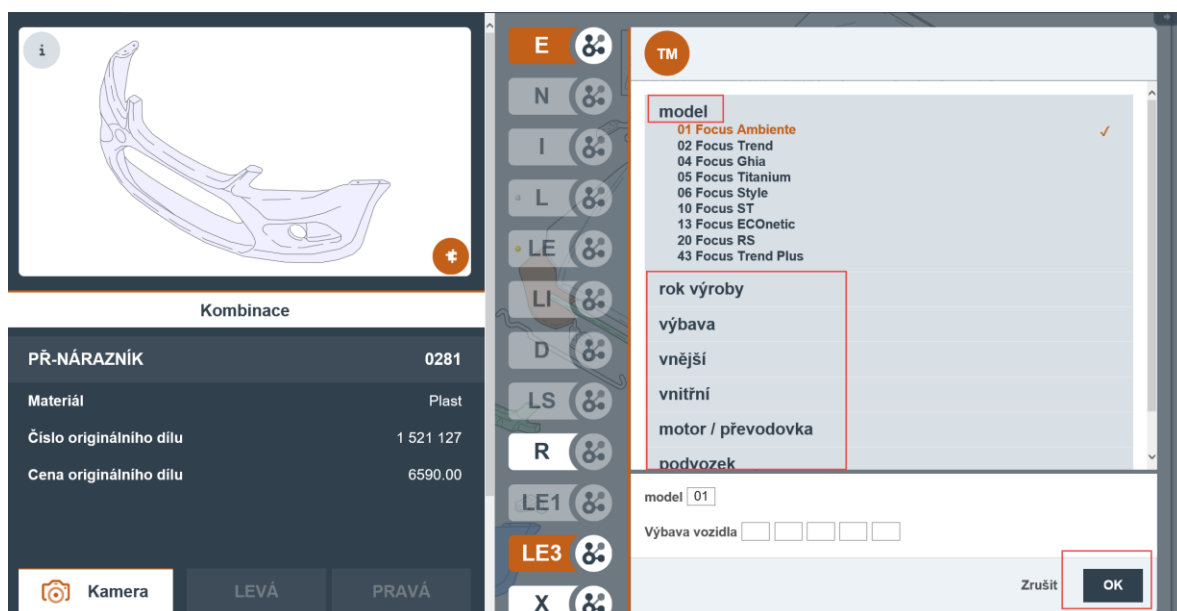 i
Kombinace
PŘ-NÁRAZNÍK 0281
Materiál Plast
Číslo originálního dílu 1 521 127
Cena originálního dílu 6590.00
Kamera
LEVÁ
PRAVÁ
E
N
I
L
LE
LI
D
LS
R
LE1
LE3
X
TM
model
01 Focus Ambiente
02 Focus Trend
04 Focus Ghia
05 Focus Titanium
06 Focus Style
10 Focus ST
13 Focus ECOnetic
20 Focus RS
43 Focus Trend Plus
rok výroby
výbava
vnější
vnitřní
motor / převodovka
podvozek
model 01
Výbava vozidla
Zrušit
OK